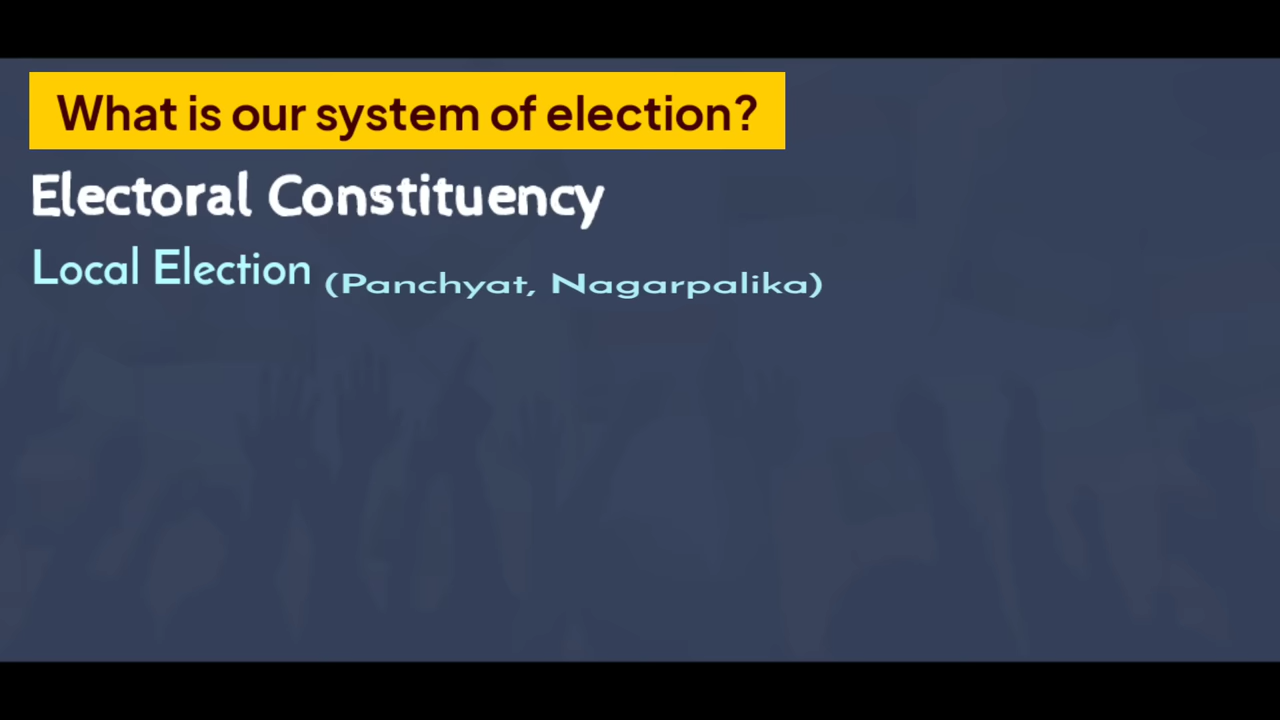 What is our system of election?
Electoral Constituency
Local Election (Panchyat, Nagarpalika)